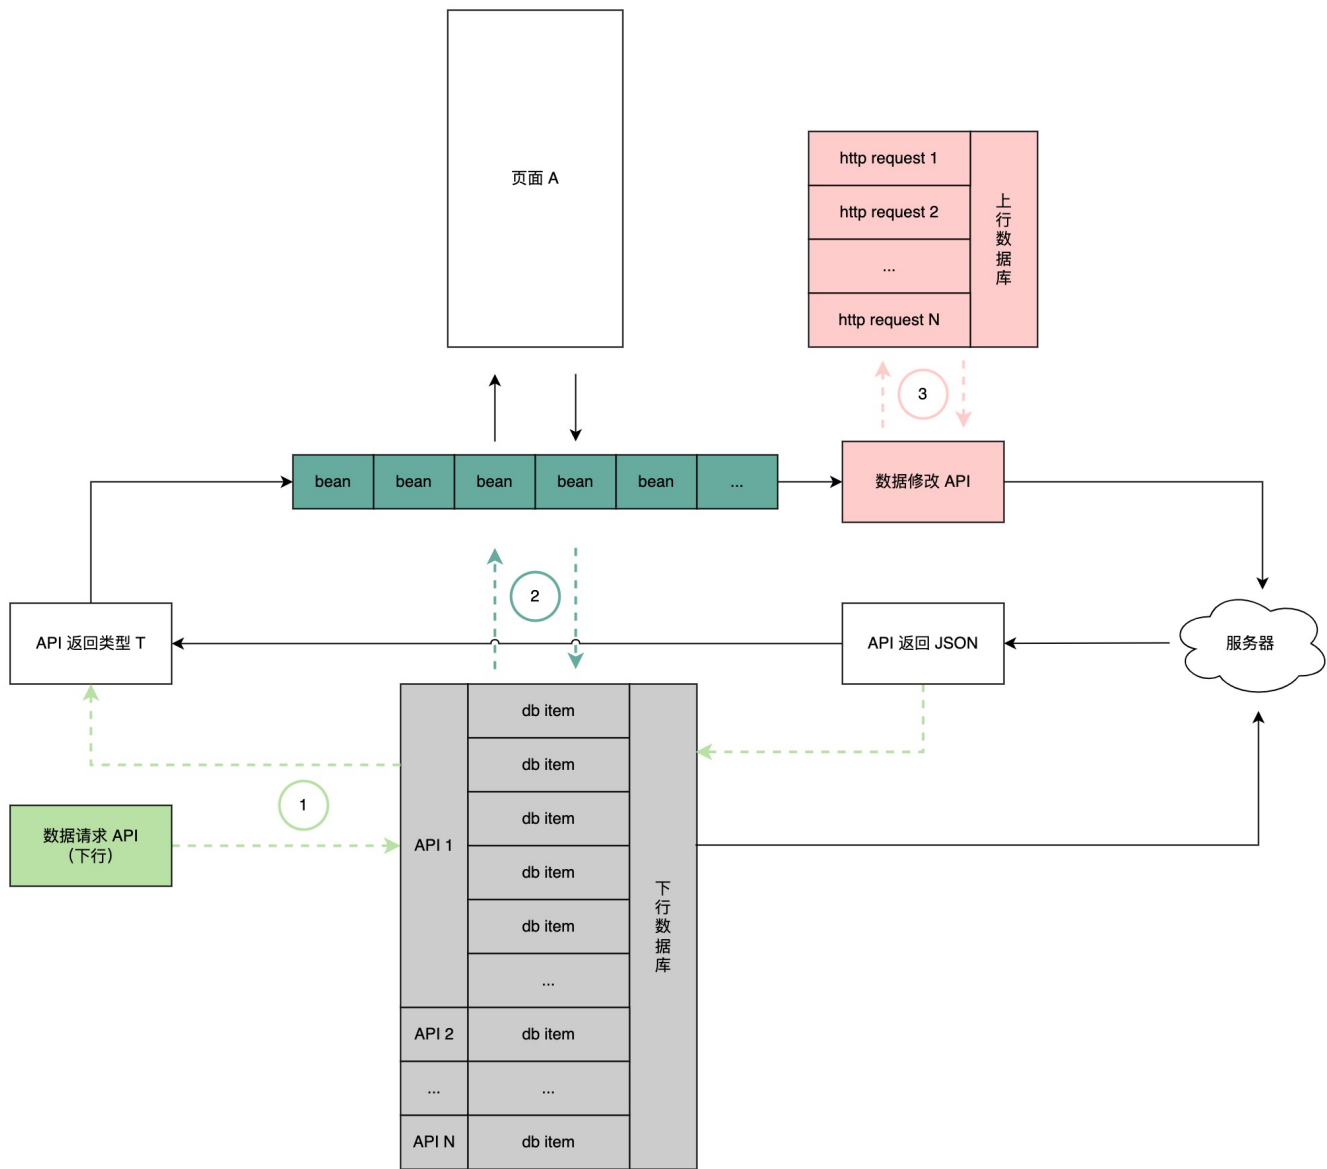 页面 A
http request 1
http request 2
...
http request N
上
行
数
据
库
3
bean
bean
bean
bean
bean
...
数据修改 API
2
API 返回类型 T
API 返回 JSON
服务器
db item
db item
db item
db item
db item
...
API 1
1
数据请求 API
（下行）
下
行
数
据
库
API 2
db item
...
...
API N
db item